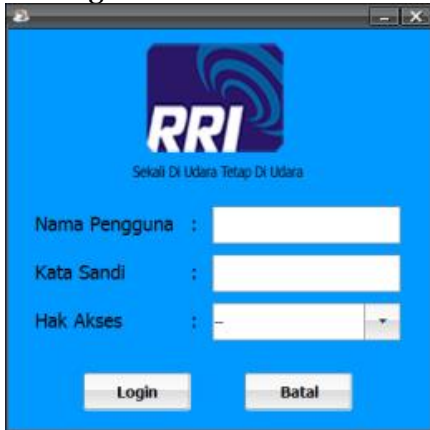 RRI
Sekali Di Udara Tetap Di Udara
Nama Pengguna :
Kata Sandi :
Hak Akses : –
Login Batal